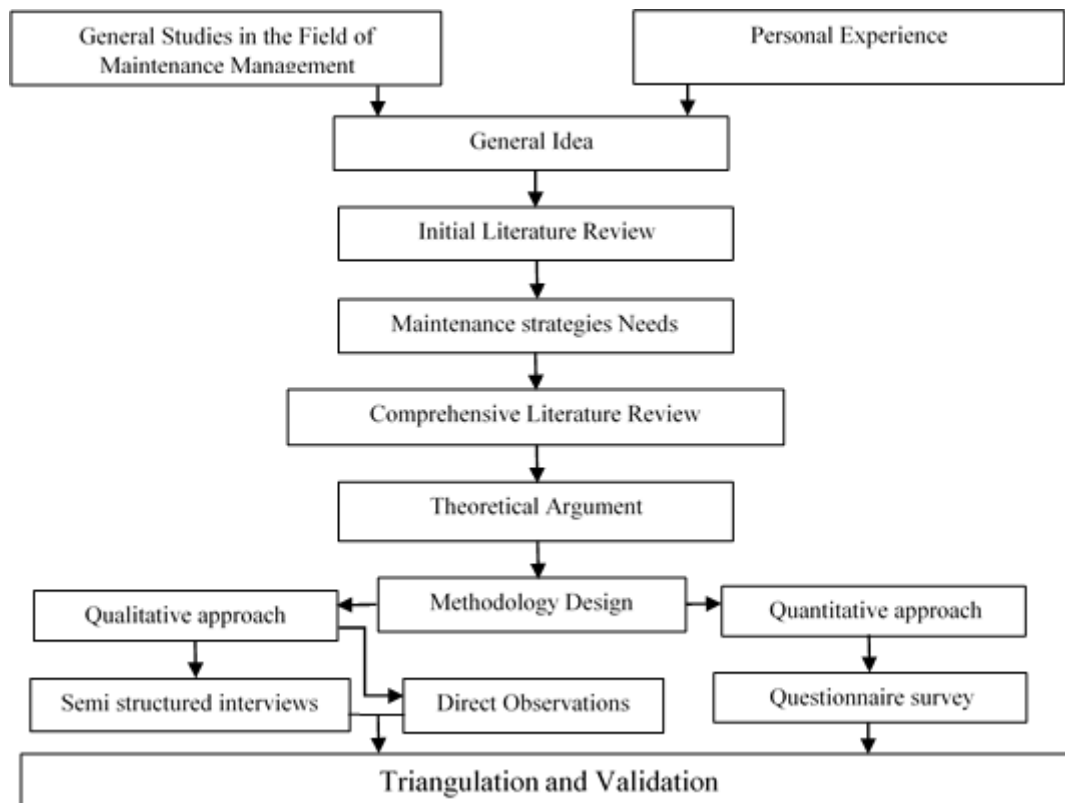 General Studies in the Field of
Maintenance Management
Personal Experience
General Idea
Initial Literature Review
Maintenance strategies Needs
Comprehensive Literature Review
Theoretical Argument
Methodology Design
Qualitative approach
Quantitative approach
Semi structured interviews
Direct Observations
Questionnaire survey
Triangulation and Validation